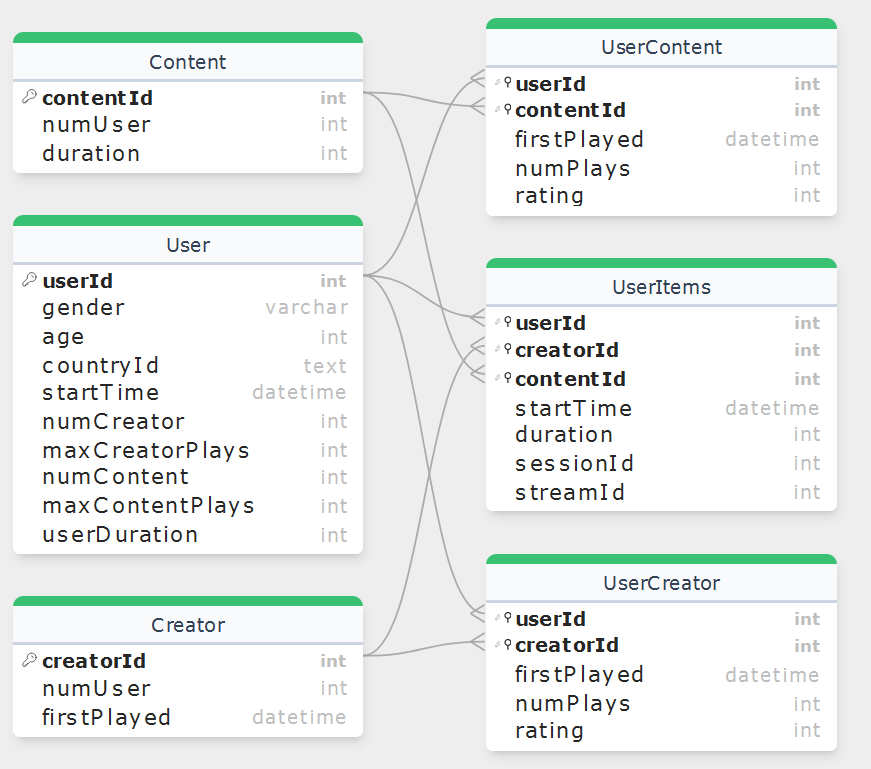 Content
contentId int
numUser int
duration int
User
userId int
gender varchar
age int
countryId text
startTime datetime
numCreator int
maxCreatorPlays int
numContent int
maxContentPlays int
userDuration int
Creator
creatorId int
numUser int
firstPlayed datetime
UserContent
userId int
contentId int
firstPlayed datetime
numPlays int
rating int
UserItems
userId int
creatorId int
contentId int
startTime datetime
duration int
sessionId int
streamId int
UserCreator
userId int
creatorId int
firstPlayed datetime
numPlays int
rating int